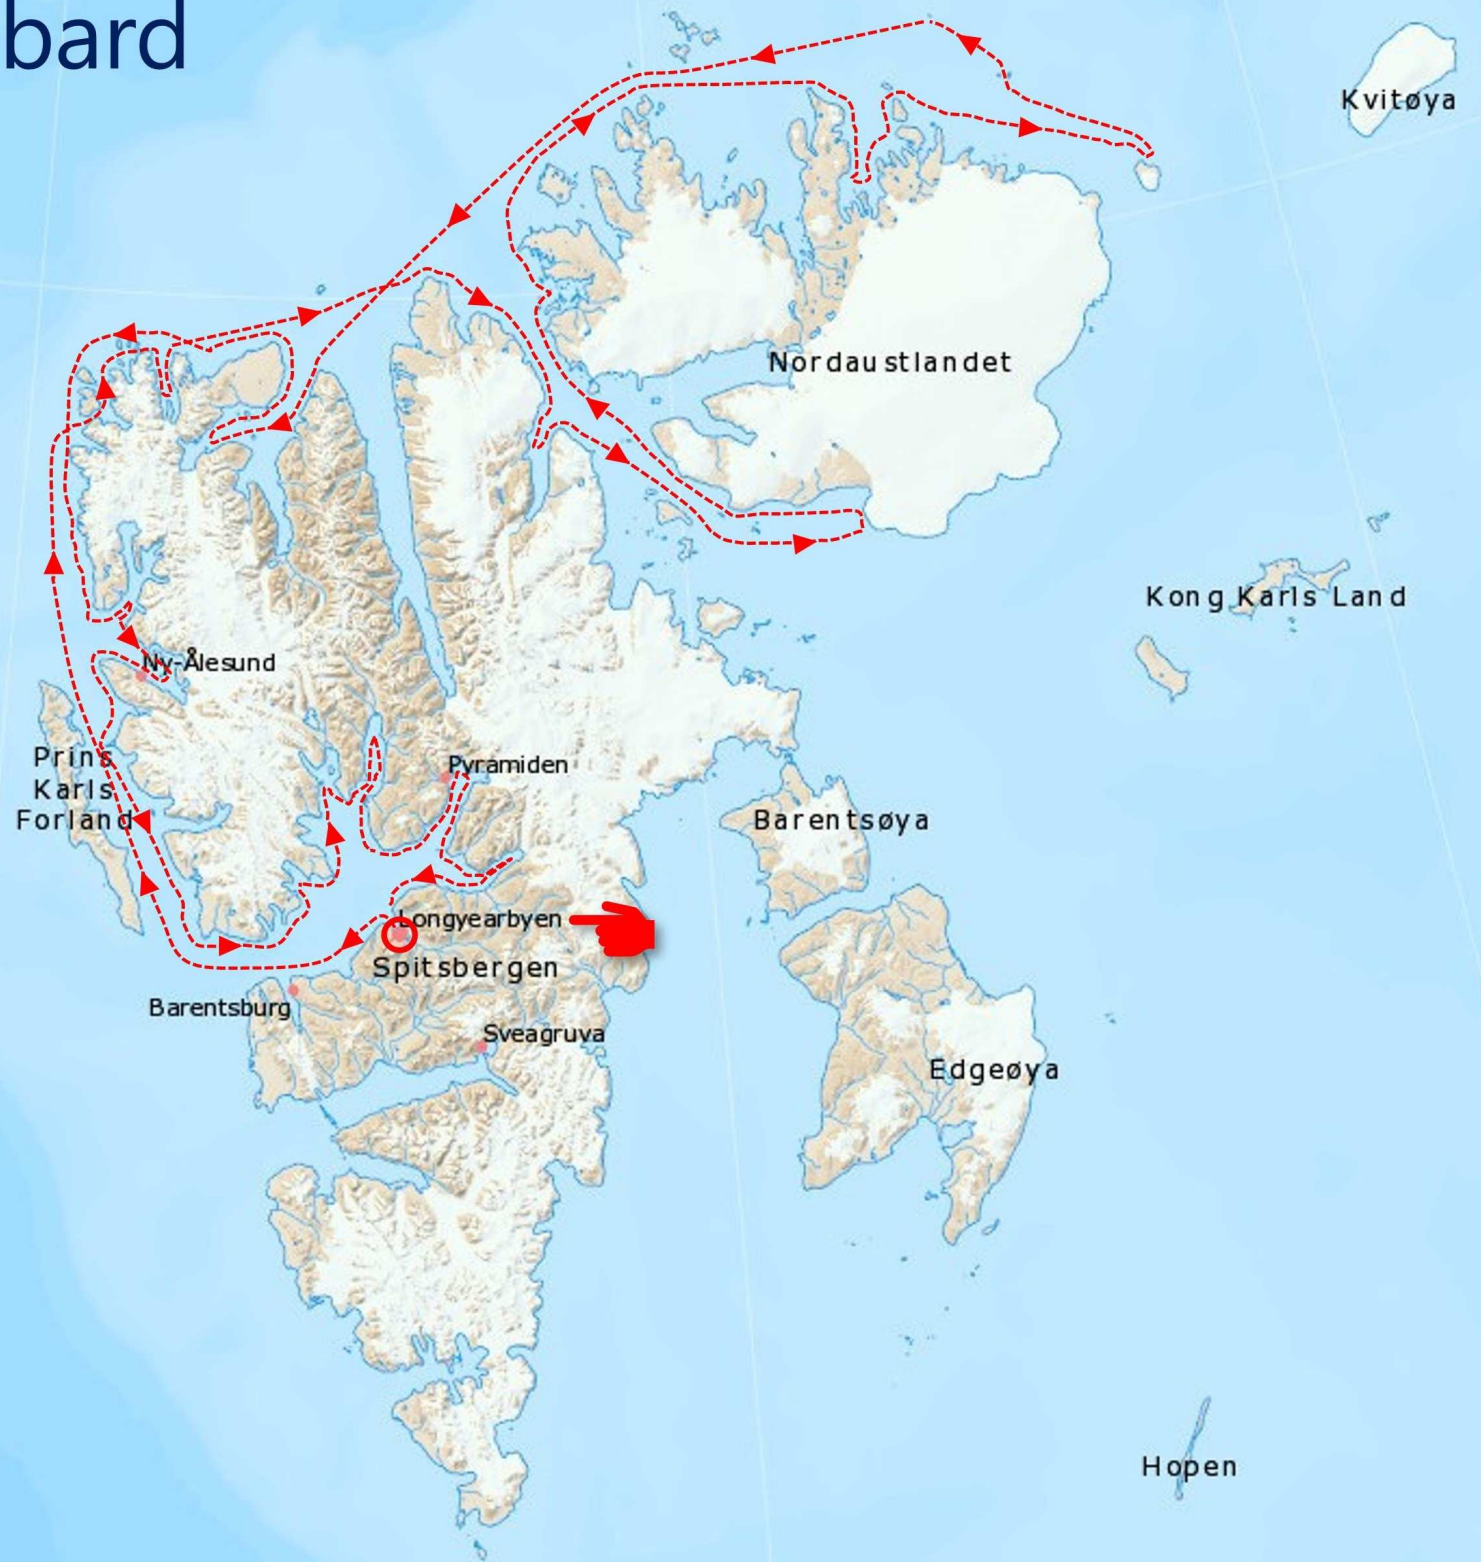 bard
Kvitøya
Nordaustlandet
Kong Karls Land
Ny-Ålesund
Prins
Karls
Forland
Pyramiden
Barentsøya
Longyearbyen
Spitsbergen
Barentsburg
Sveagruva
Edgeøya
Hopen